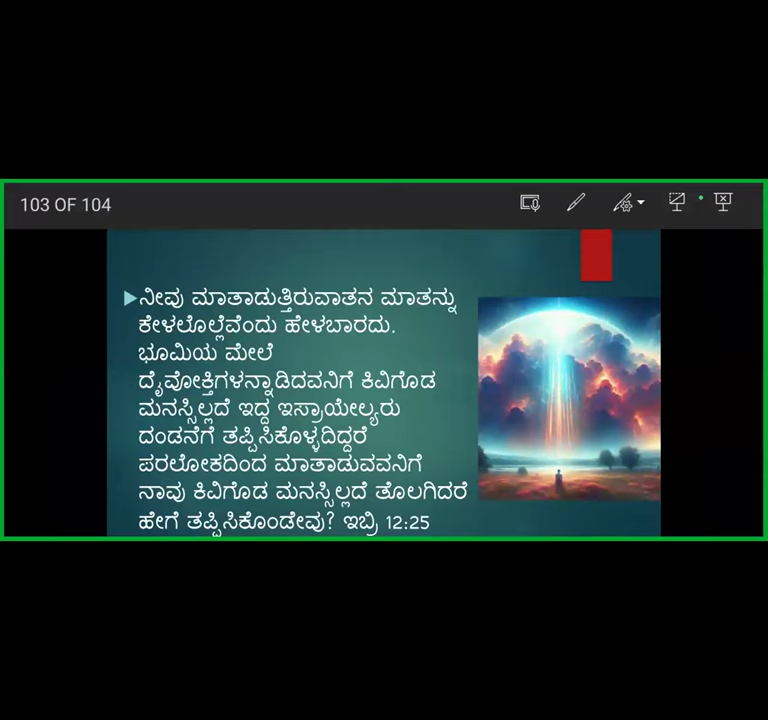 103 OF 104
ನೀವು ಮಾತಾಡುತ್ತಿರುವಾತನ ಮಾತನ್ನು
ಕೇಳಲೊಲ್ಲೆವೆಂದು ಹೇಳಬಾರದು.
ಭೂಮಿಯ ಮೇಲೆ
ದೈವೋಕ್ತಿಗಳನ್ನಾಡಿದವನಿಗೆ ಕಿವಿಗೊಡ
ಮನಸ್ಸಿಲ್ಲದೆ ಇದ್ದ ಇಸ್ರಾಯೇಲ್ಯರು
ದಂಡನೆಗೆ ತಪ್ಪಿಸಿಕೊಳ್ಳದಿದ್ದರೆ
ಪರಲೋಕದಿಂದ ಮಾತಾಡುವವನಿಗೆ
ನಾವು ಕಿವಿಗೊಡ ಮನಸ್ಸಿಲ್ಲದೆ ತೊಲಗಿದರೆ
ಹೇಗೆ ತಪ್ಪಿಸಿಕೊಂಡೇವು? ಇಬ್ರಿ 12:25